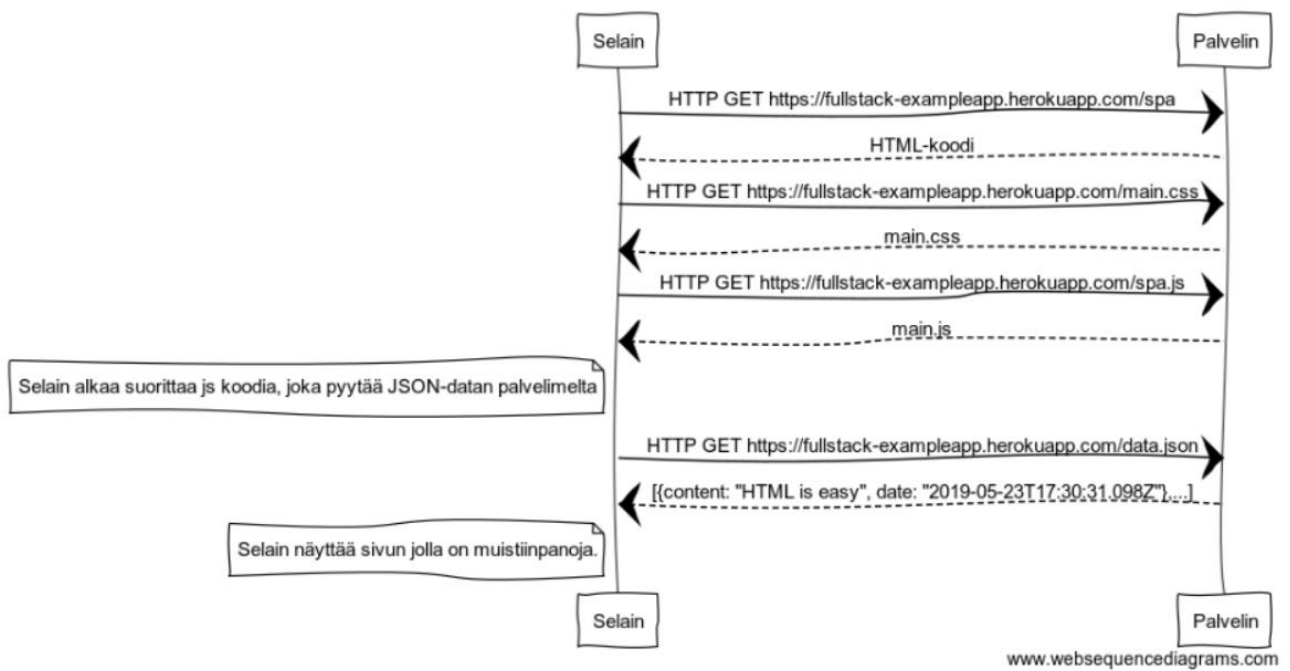 Selain Palvelin
HTTP GET https://fullstack-exampleapp.herokuapp.com/spa
HTML-koodi
HTTP GET https://fullstack-exampleapp.herokuapp.com/main.css
main.css
HTTP GET https://fullstack-exampleapp.herokuapp.com/spa.js
main.js
Selain alkaa suorittaa js koodia, joka pyytää JSON-datan palvelimelta
HTTP GET https://fullstack-exampleapp.herokuapp.com/data.json
[{content: "HTML is easy", date: "2019-05-23T17:30:31.098Z"},...]
Selain näyttää sivun jolla on muistiinpanoja.
Selain Palvelin
www.websequencediagrams.com